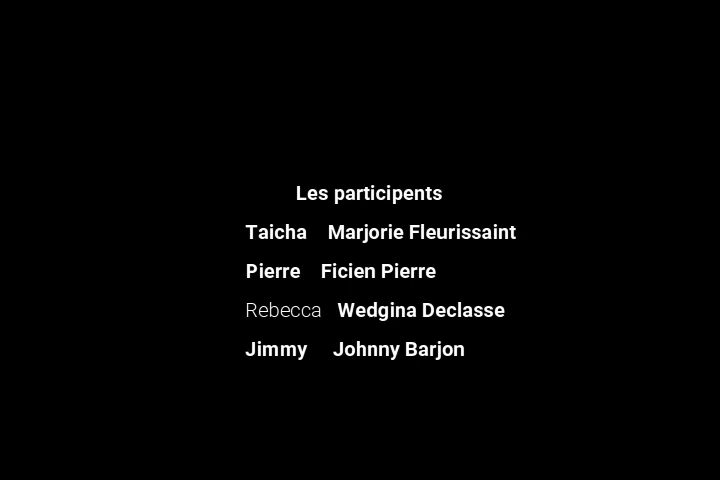 Les participents
Taicha Marjorie Fleurissaint
Pierre Ficien Pierre
Rebecca Wedgina Declasse
Jimmy Johnny Barjon